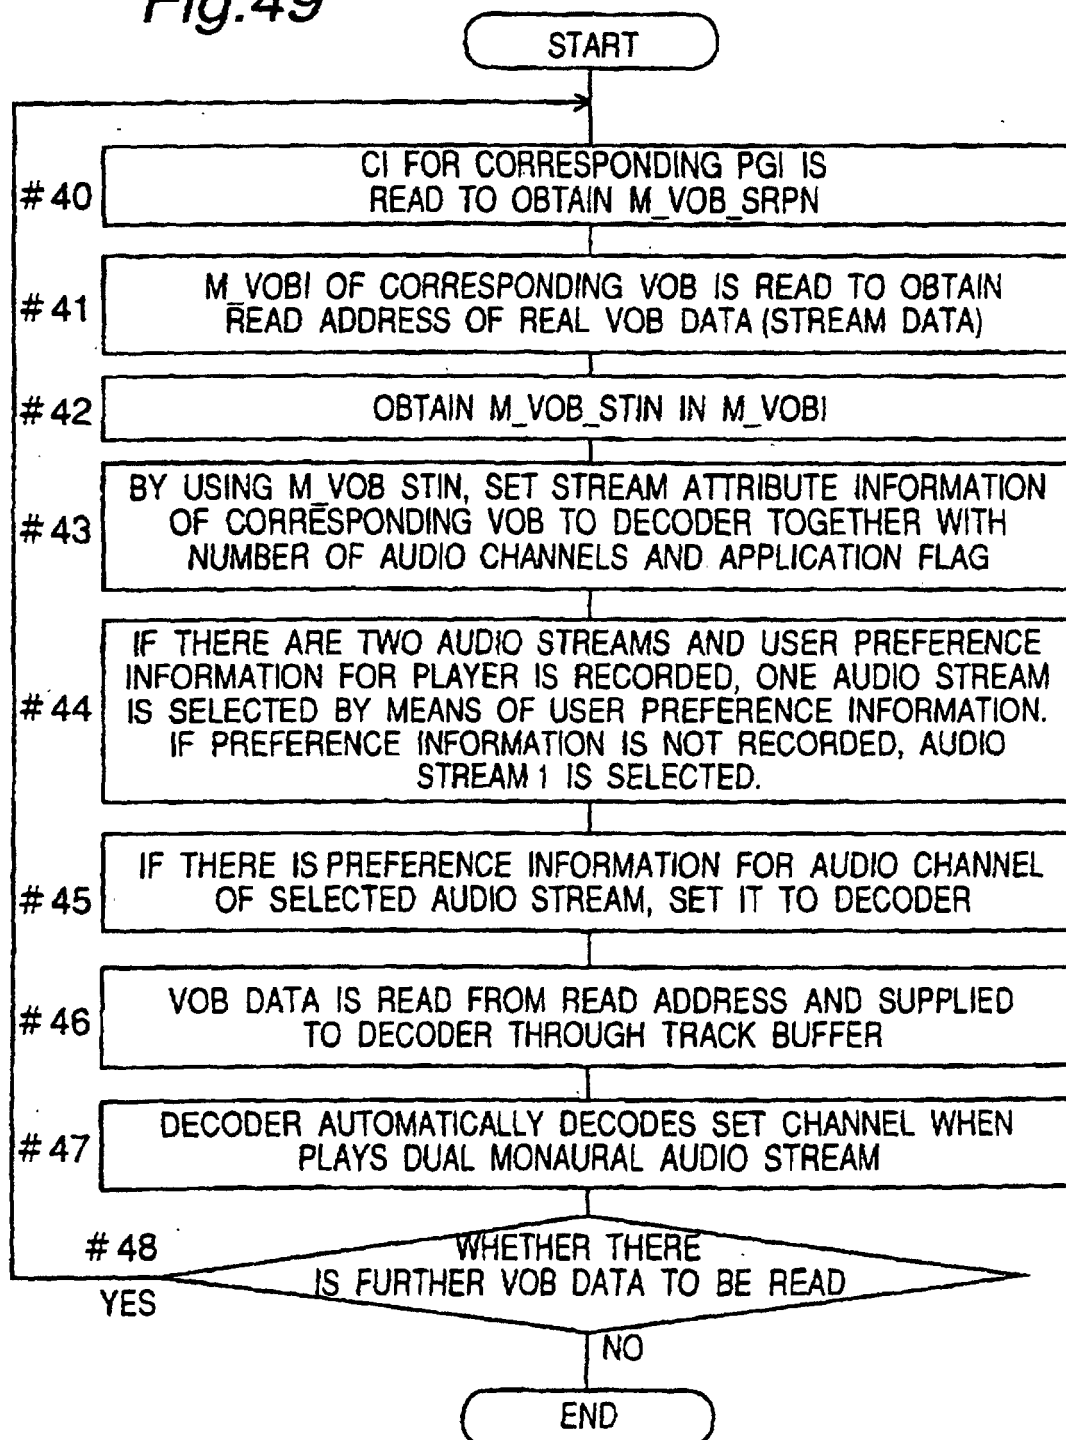 Fig.49
START
#40
CI FOR CORRESPONDING PGI IS
READ TO OBTAIN M_VOB_SRPN
#41
M_VOBI OF CORRESPONDING VOB IS READ TO OBTAIN
READ ADDRESS OF REAL VOB DATA (STREAM DATA)
#42
OBTAIN M_VOB_STIN IN M_VOBI
#43
BY USING M_VOB STIN, SET STREAM ATTRIBUTE INFORMATION
OF CORRESPONDING VOB TO DECODER TOGETHER WITH
NUMBER OF AUDIO CHANNELS AND APPLICATION FLAG
#44
IF THERE ARE TWO AUDIO STREAMS AND USER PREFERENCE
INFORMATION FOR PLAYER IS RECORDED, ONE AUDIO STREAM
IS SELECTED BY MEANS OF USER PREFERENCE INFORMATION.
IF PREFERENCE INFORMATION IS NOT RECORDED, AUDIO
STREAM 1 IS SELECTED.
#45
IF THERE IS PREFERENCE INFORMATION FOR AUDIO CHANNEL
OF SELECTED AUDIO STREAM, SET IT TO DECODER
#46
VOB DATA IS READ FROM READ ADDRESS AND SUPPLIED
TO DECODER THROUGH TRACK BUFFER
#47
DECODER AUTOMATICALLY DECODES SET CHANNEL WHEN
PLAYS DUAL MONAURAL AUDIO STREAM
#48
WHETHER THERE
IS FURTHER VOB DATA TO BE READ
YES
NO
END